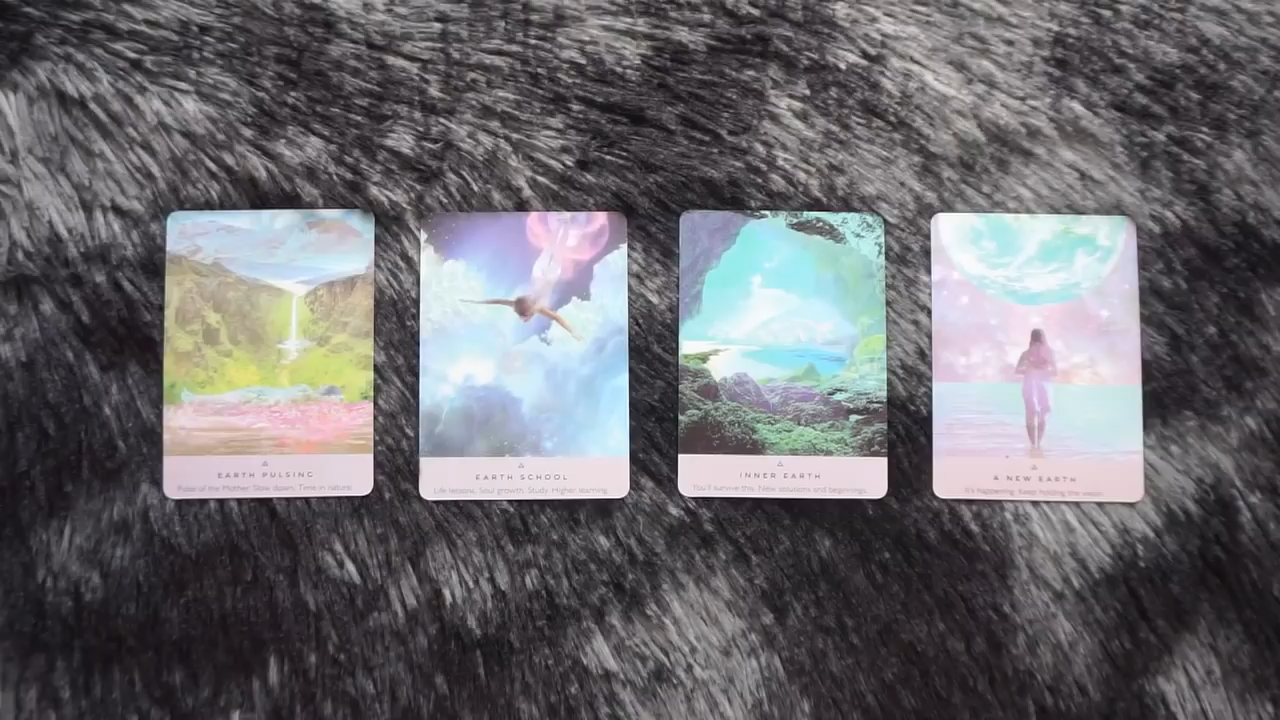 EARTH PULSING
Pulse of the Mother. Slow down. Time in nature.
EARTH SCHOOL
Life lessons. Soul growth. Study. Higher learning.
INNER EARTH
You'll survive this. New solutions and beginnings.
A NEW EARTH
It's happening. Keep holding the vision.